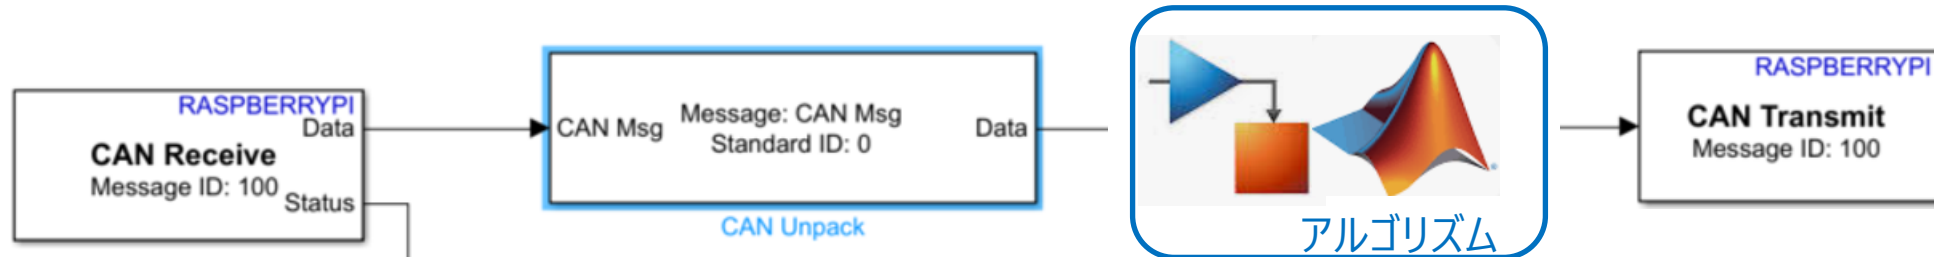 RASPBERRYPI
Data
CAN Receive
Message ID: 100
Status
CAN Msg
Message: CAN Msg
Standard ID: 0
Data
CAN Unpack
アルゴリズム
RASPBERRYPI
CAN Transmit
Message ID: 100